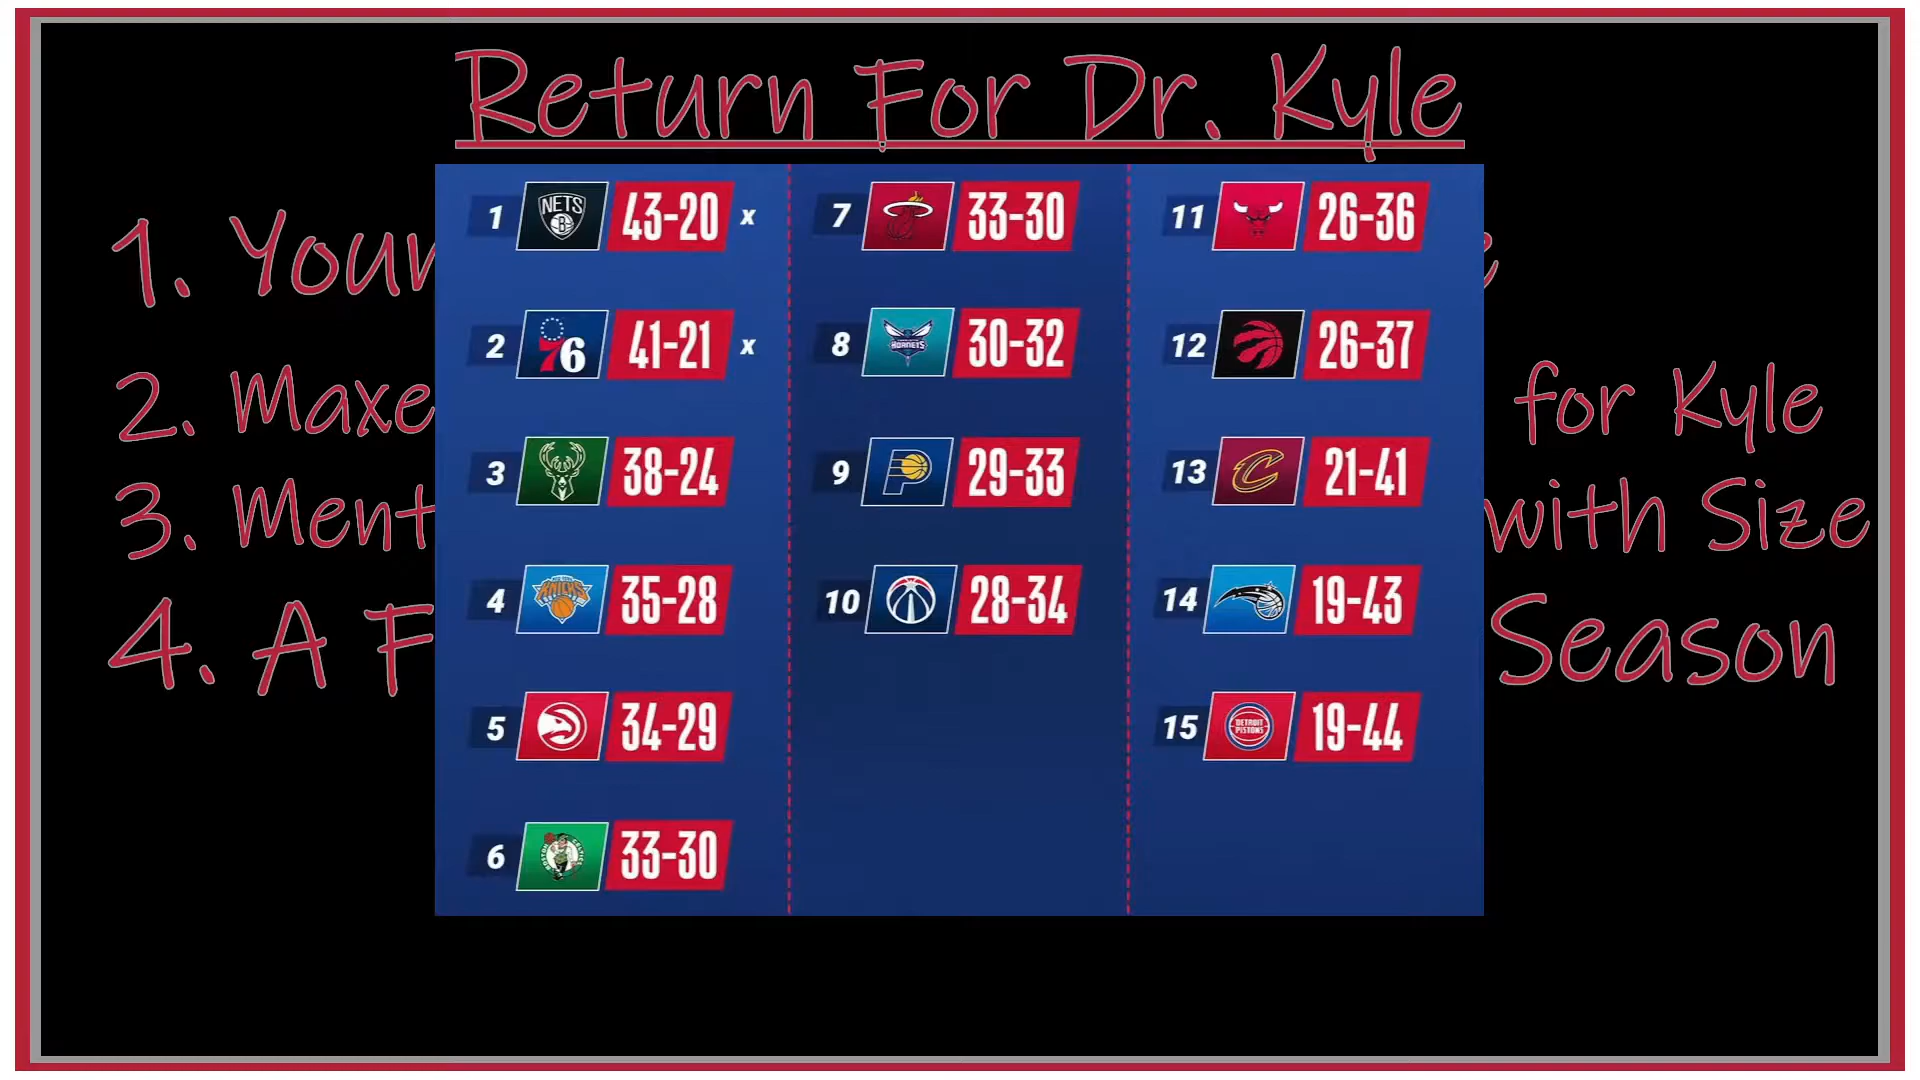 Return For Dr. Kyle
1. Your
2. Maxe for Kyle
3. Ment with Size
4. A F Season
1 NETS B 43-20 x
2 76 41-21 x
3 38-24
4 KNICKS 35-28
5 34-29
6 33-30
7 33-30
8 HORNETS 30-32
9 29-33
10 28-34
11 26-36
12 26-37
13 C 21-41
14 19-43
15 DETROIT PISTONS 19-44